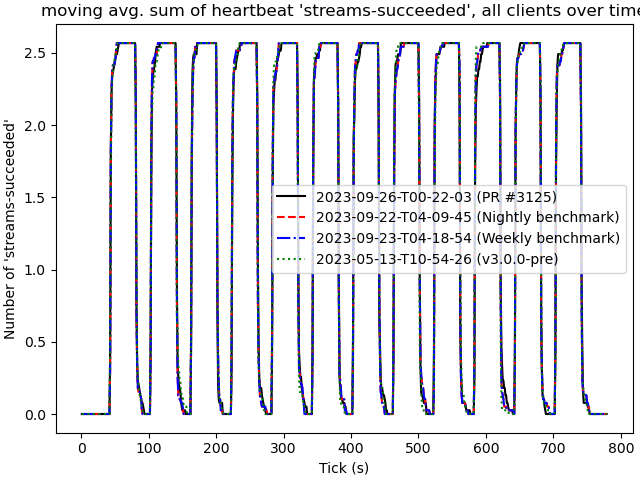 moving avg. sum of heartbeat 'streams-succeeded', all clients over time
2.5
2.0
1.5
1.0
0.5
0.0
Number of 'streams-succeeded'
2023-09-26-T00-22-03 (PR #3125)
2023-09-22-T04-09-45 (Nightly benchmark)
2023-09-23-T04-18-54 (Weekly benchmark)
2023-05-13-T10-54-26 (v3.0.0-pre)
0 100 200 300 400 500 600 700 800
Tick (s)